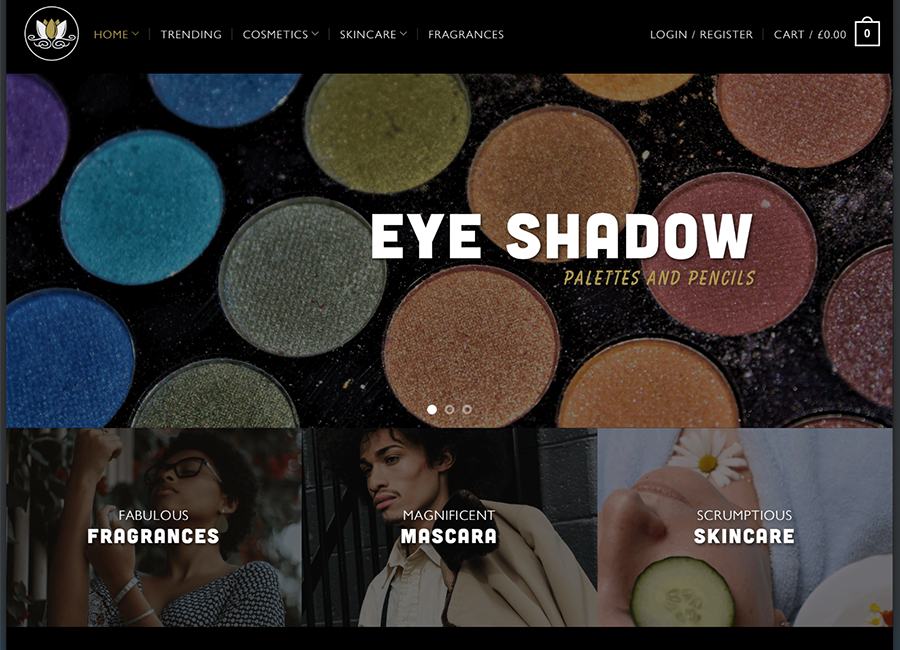 HOME TRENDING COSMETICS SKINCARE FRAGRANCES LOGIN / REGISTER CART / £0.00 0
EYE SHADOW
PALETTES AND PENCILS
FABULOUS
FRAGRANCES
MAGNIFICENT
MASCARA
SCRUMPTIOUS
SKINCARE